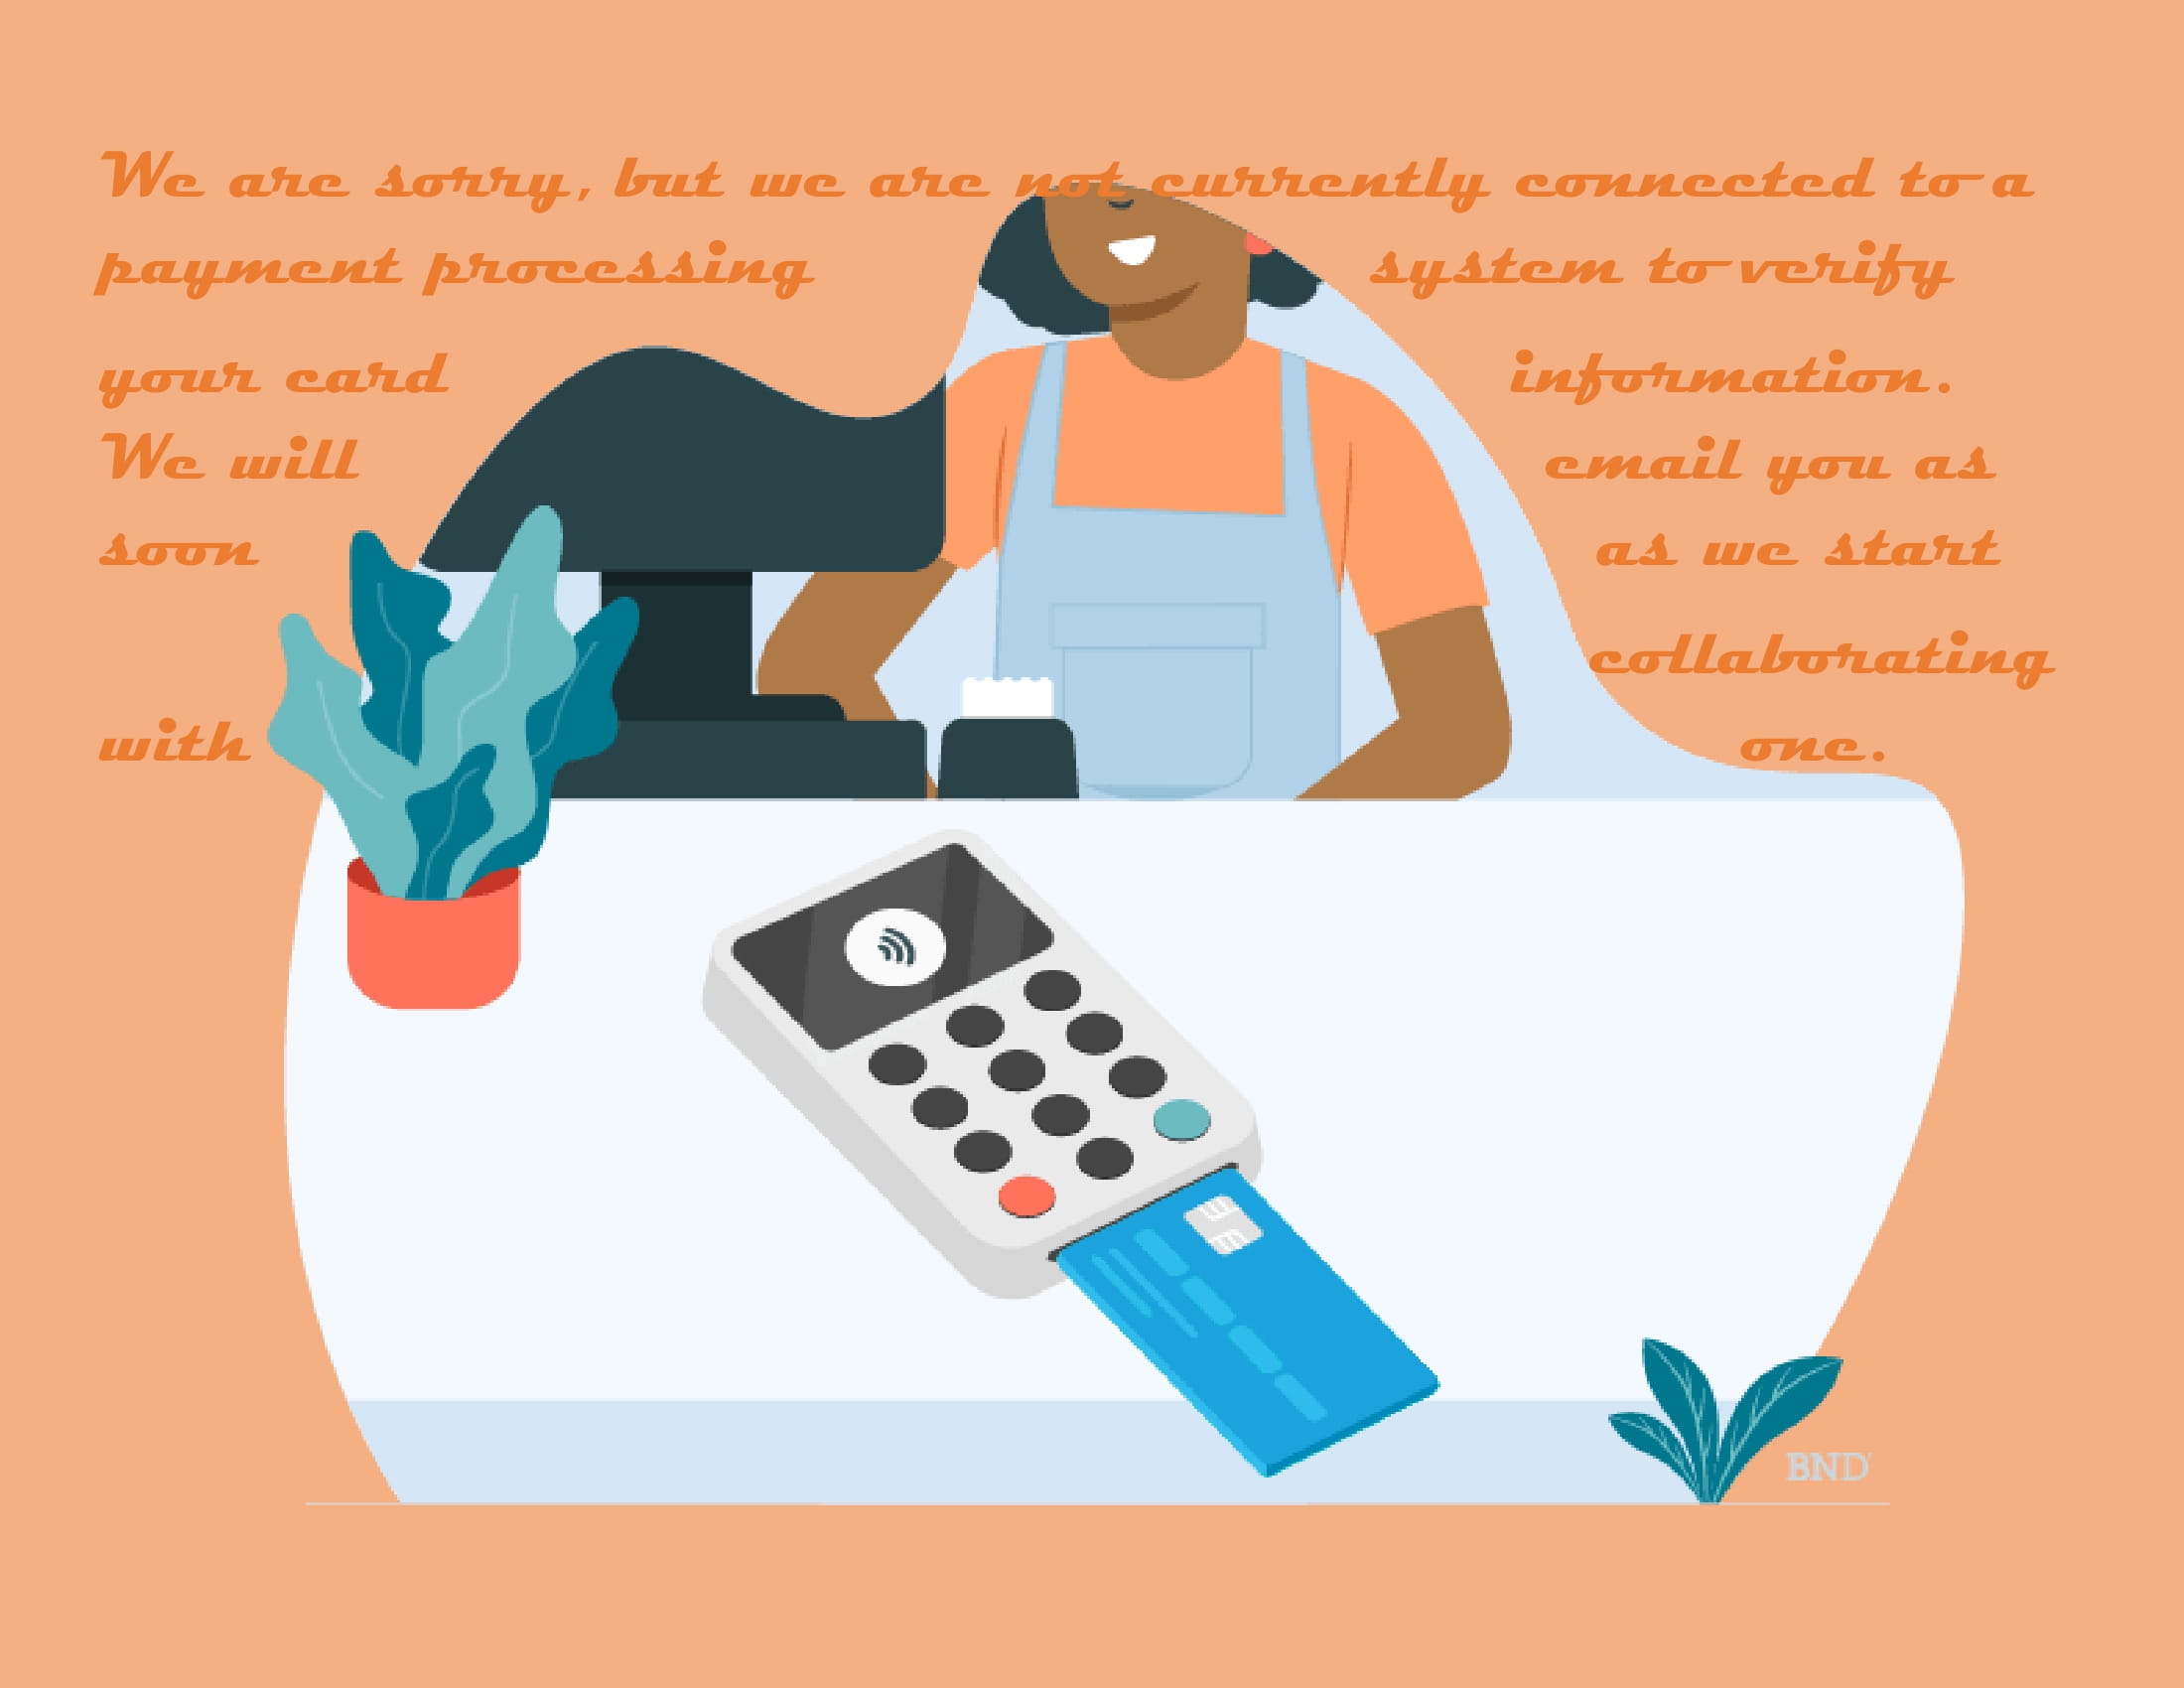 We are sorry, but we are not currently connected to a
payment processing system to verify
your card information.
We will email you as
soon as we start
collaborating
with one.
BND